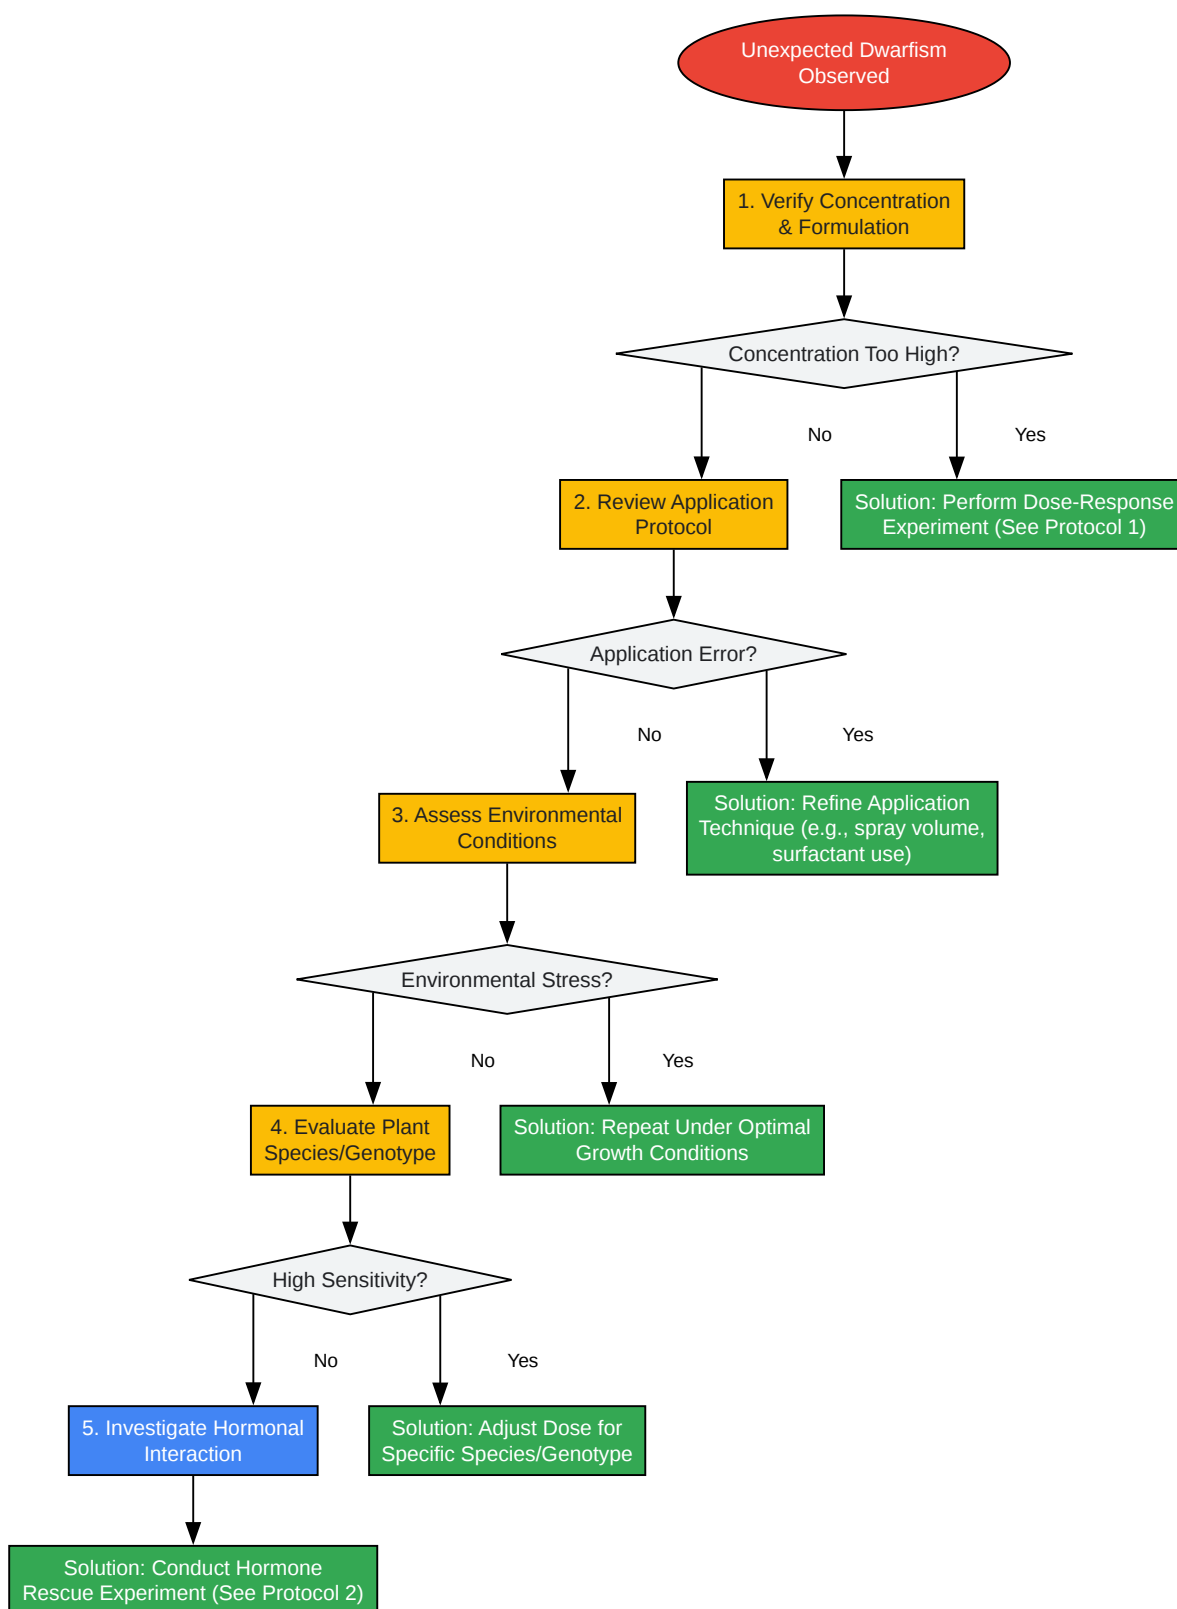 Unexpected Dwarfism
Observed
1. Verify Concentration
& Formulation
Concentration Too High?
No
Yes
2. Review Application
Protocol
Solution: Perform Dose-Response
Experiment (See Protocol 1)
Application Error?
No
Yes
3. Assess Environmental
Conditions
Solution: Refine Application
Technique (e.g., spray volume,
surfactant use)
Environmental Stress?
No
Yes
4. Evaluate Plant
Species/Genotype
Solution: Repeat Under Optimal
Growth Conditions
High Sensitivity?
No
Yes
5. Investigate Hormonal
Interaction
Solution: Adjust Dose for
Specific Species/Genotype
Solution: Conduct Hormone
Rescue Experiment (See Protocol 2)